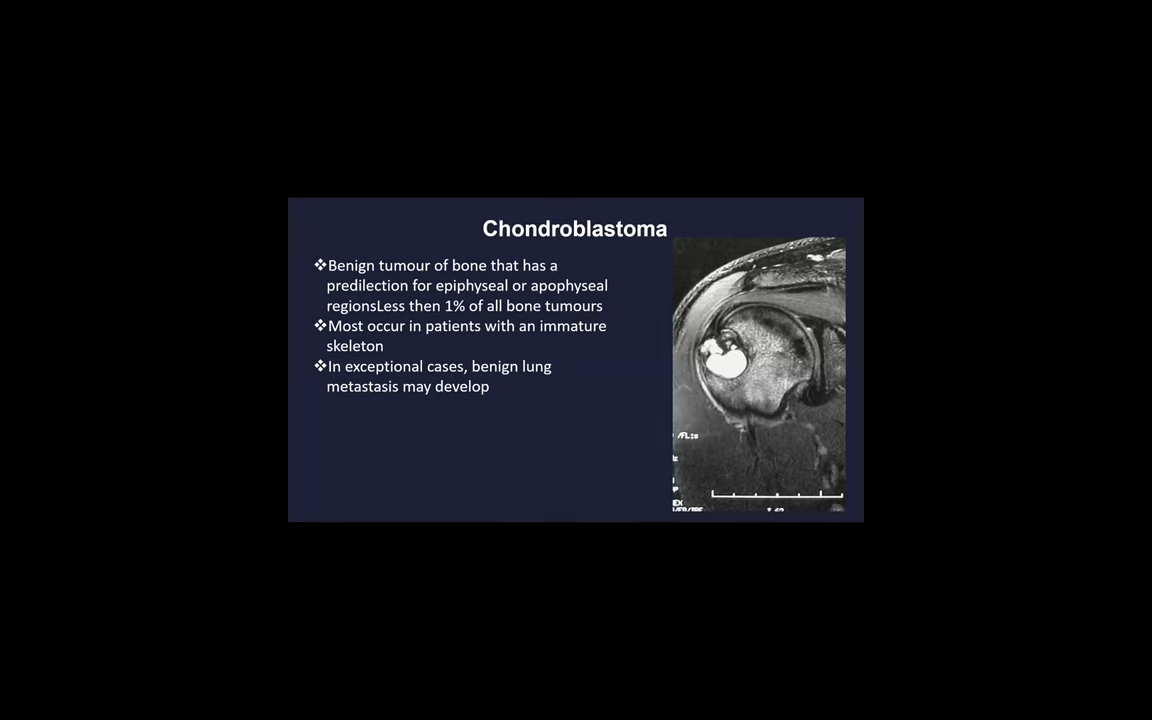 Chondroblastoma
❖Benign tumour of bone that has a
predilection for epiphyseal or apophyseal
regionsLess then 1% of all bone tumours
❖Most occur in patients with an immature
skeleton
❖In exceptional cases, benign lung
metastasis may develop